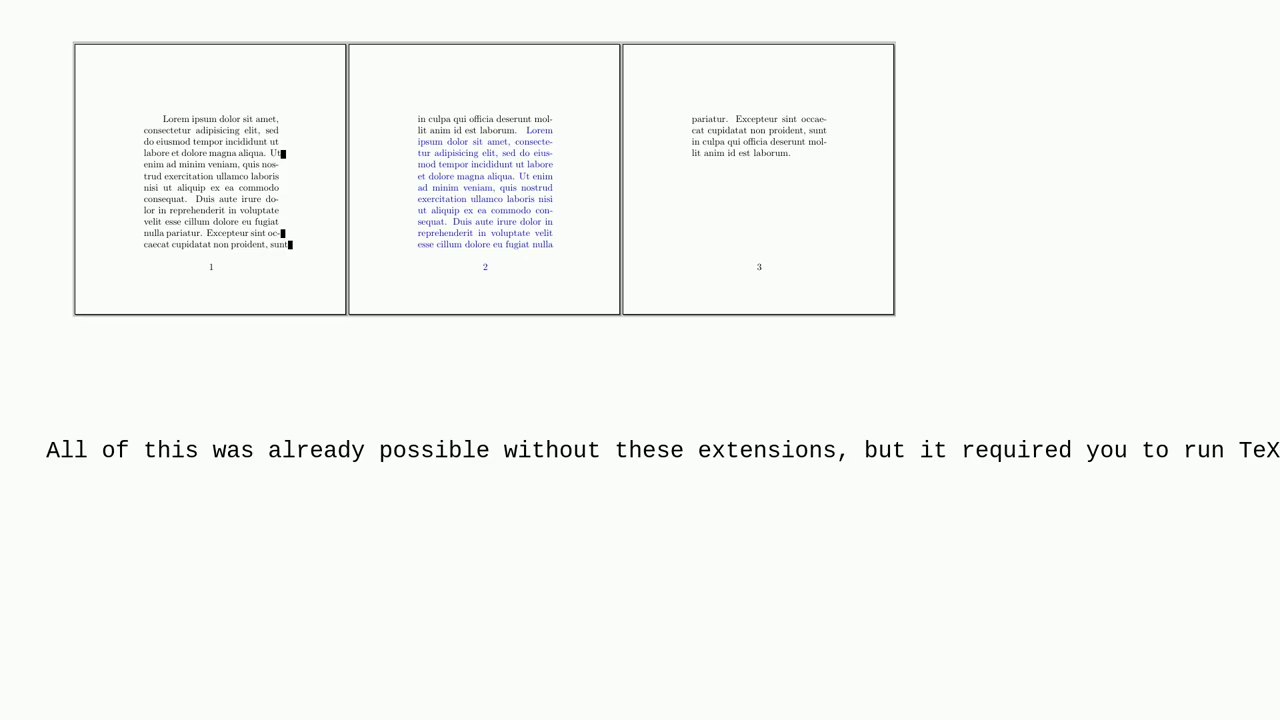 Lorem ipsum dolor sit amet,
consectetur adipisicing elit, sed
do eiusmod tempor incididunt ut
labore et dolore magna aliqua. Ut
enim ad minim veniam, quis nos-
trud exercitation ullamco laboris
nisi ut aliquip ex ea commodo
consequat. Duis aute irure do-
lor in reprehenderit in voluptate
velit esse cillum dolore eu fugiat
nulla pariatur. Excepteur sint oc-
caecat cupidatat non proident, sunt
1
in culpa qui officia deserunt mol-
lit anim id est laborum. Lorem
ipsum dolor sit amet, consecte-
tur adipisicing elit, sed do eius-
mod tempor incididunt ut labore
et dolore magna aliqua. Ut enim
ad minim veniam, quis nostrud
exercitation ullamco laboris nisi
ut aliquip ex ea commodo con-
sequat. Duis aute irure dolor in
reprehenderit in voluptate velit
esse cillum dolore eu fugiat nulla
2
pariatur. Excepteur sint occae-
cat cupidatat non proident, sunt
in culpa qui officia deserunt mol-
lit anim id est laborum.
3
All of this was already possible without these extensions, but it required you to run TeX